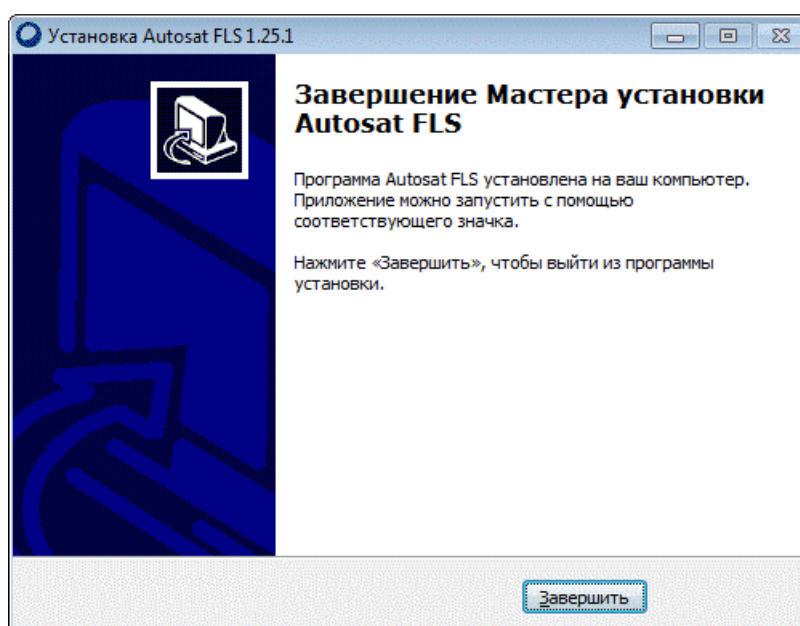 Установка Autosat FLS 1.25.1
Завершение Мастера установки
Autosat FLS
Программа Autosat FLS установлена на ваш компьютер.
Приложение можно запустить с помощью
соответствующего значка.
Нажмите «Завершить», чтобы выйти из программы
установки.
Завершить